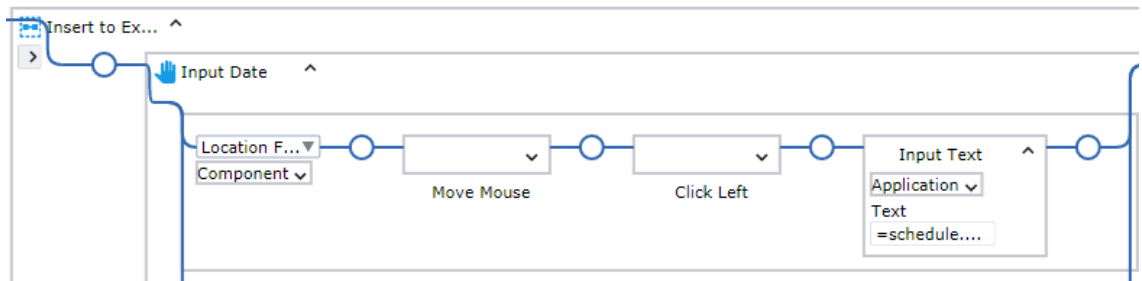 Insert to Ex...
Input Date
Location F...
Component
Move Mouse
Click Left
Input Text
Application
Text
=schedule....